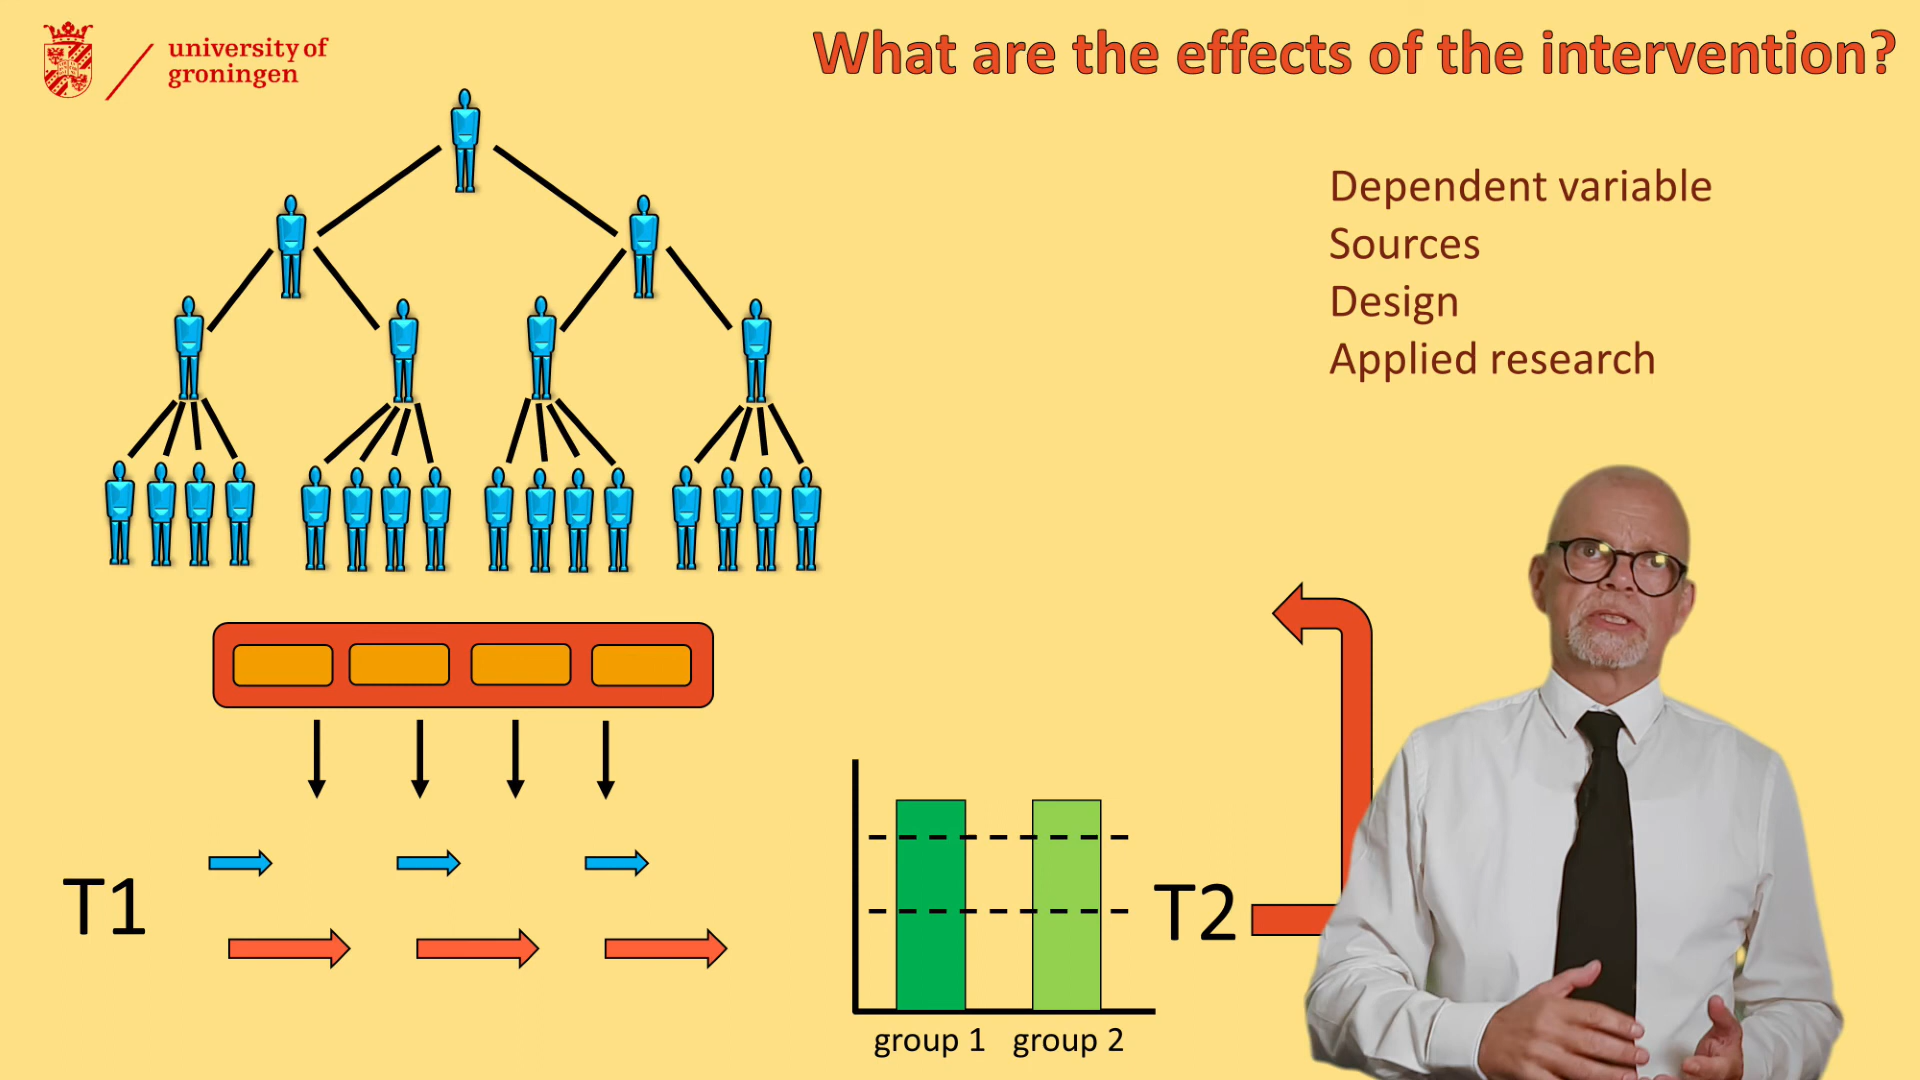 university of
groningen
What are the effects of the intervention?
Dependent variable
Sources
Design
Applied research
T1
T2
group 1
group 2